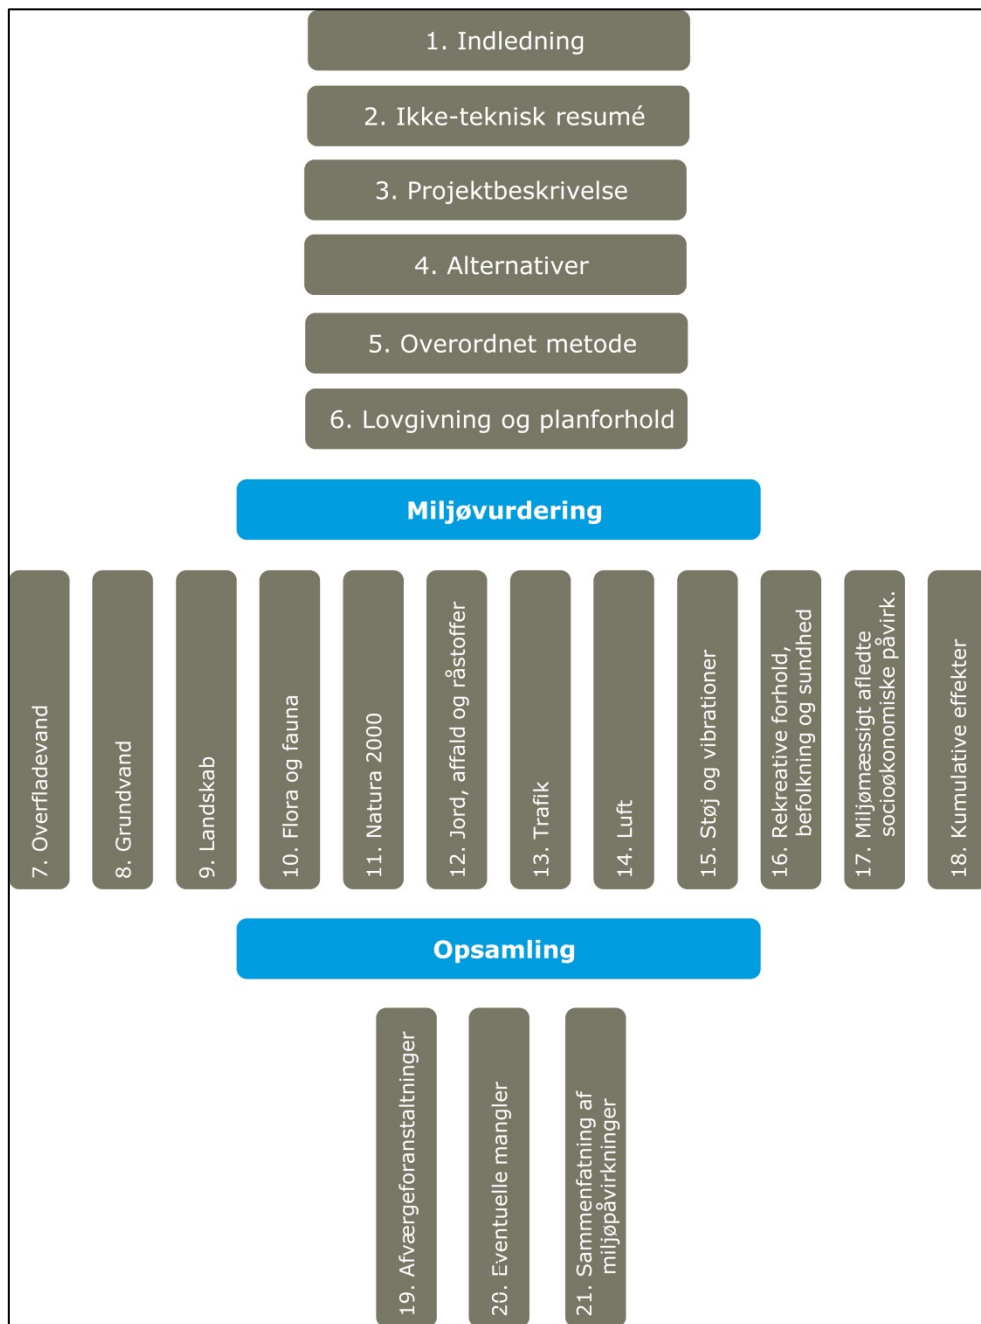 1. Indledning
2. Ikke-teknisk resumé
3. Projektbeskrivelse
4. Alternativer
5. Overordnet metode
6. Lovgivning og planforhold
Miljøvurdering
7. Overfladevand
8. Grundvand
9. Landskab
10. Flora og fauna
11. Natura 2000
12. Jord, affald og råstoffer
13. Trafik
14. Luft
15. Støj og vibrationer
16. Rekreative forhold,
befolkning og sundhed
17. Miljømæssigt afledte
socioøkonomiske påvirk.
18. Kumulative effekter
Opsamling
19. Afværgeforanstaltninger
20. Eventuelle mangler
21. Sammenfatning af
miljøpåvirkninger